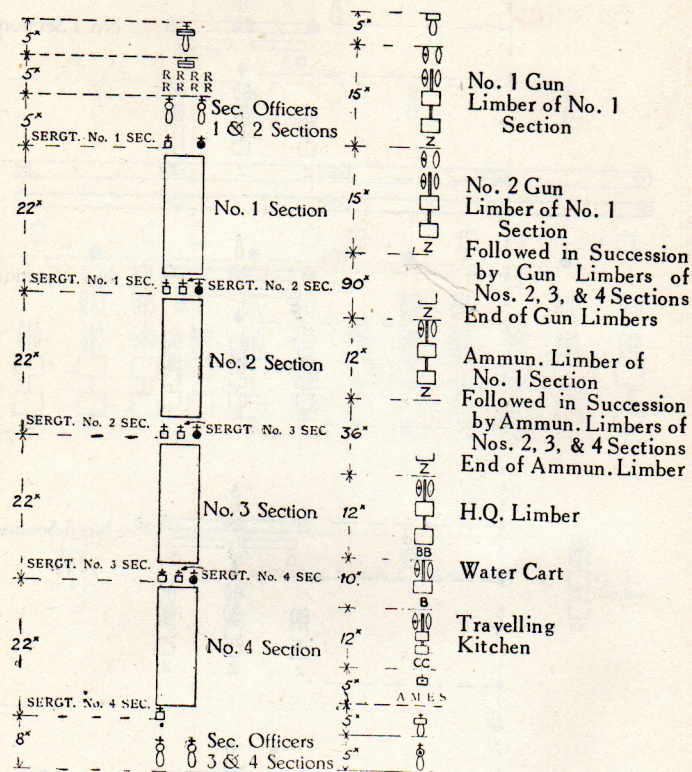 5ˣ
5ˣ
R R R R
R R R R
5ˣ
Sec. Officers
1 & 2 Sections
SERGT. No. 1 SEC.
22ˣ
No. 1 Section
SERGT. No. 1 SEC.
SERGT. No. 2 SEC.
22ˣ
No. 2 Section
SERGT. No. 2 SEC.
SERGT. No. 3 SEC.
22ˣ
No. 3 Section
SERGT. No. 3 SEC.
SERGT. No. 4 SEC
22ˣ
No. 4 Section
SERGT. No. 4 SEC.
8ˣ
Sec. Officers
3 & 4 Sections
5ˣ
15ˣ
No. 1 Gun
Limber of No. 1
Section
Z
15ˣ
No. 2 Gun
Limber of No. 1
Section
Z
90ˣ
Followed in Succession
by Gun Limbers of
Nos. 2, 3, & 4 Sections
Z
End of Gun Limbers
12ˣ
Ammun. Limber of
No. 1 Section
Z
36ˣ
Followed in Succession
by Ammun. Limbers of
Nos. 2, 3, & 4 Sections
Z
End of Ammun. Limber
12ˣ
H.Q. Limber
BB
10ˣ
Water Cart
B
12ˣ
Travelling
Kitchen
CC
5ˣ
A M E S
5ˣ
5ˣ